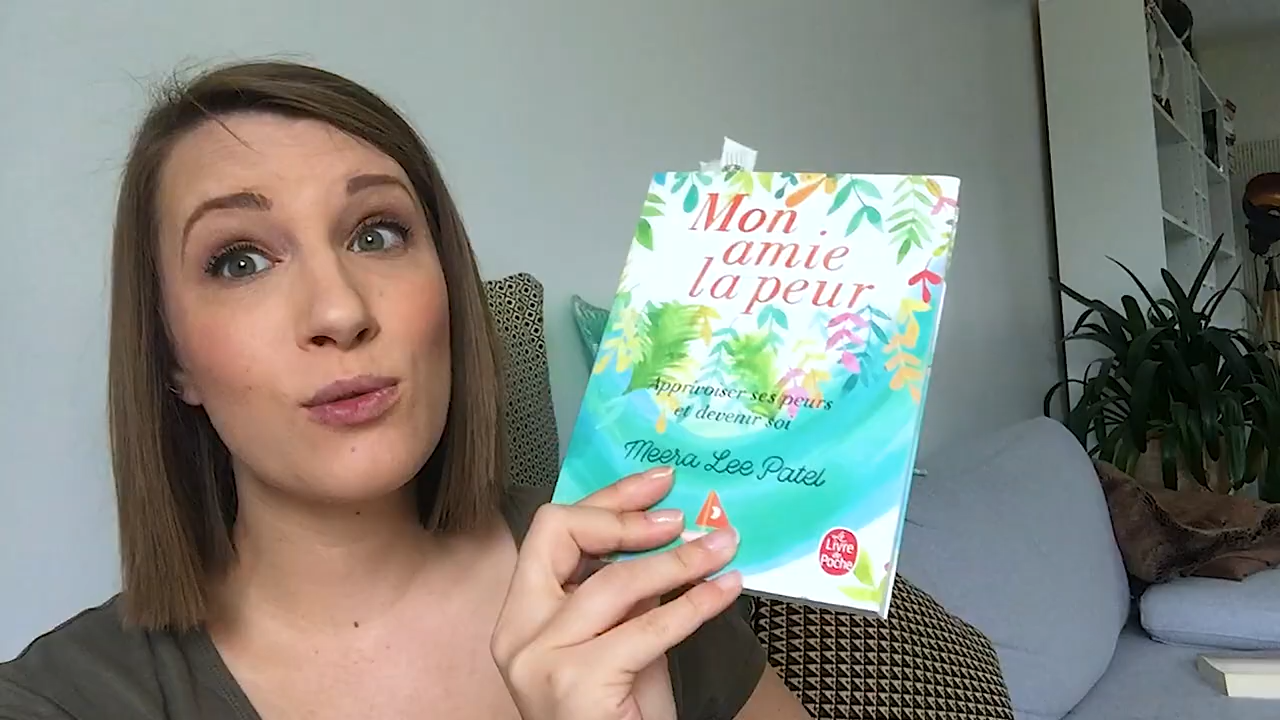 Mon
amie
la peur
Apprivoiser ses peurs
et devenir soi
Meera Lee Patel
Le
Livre
de
Poche